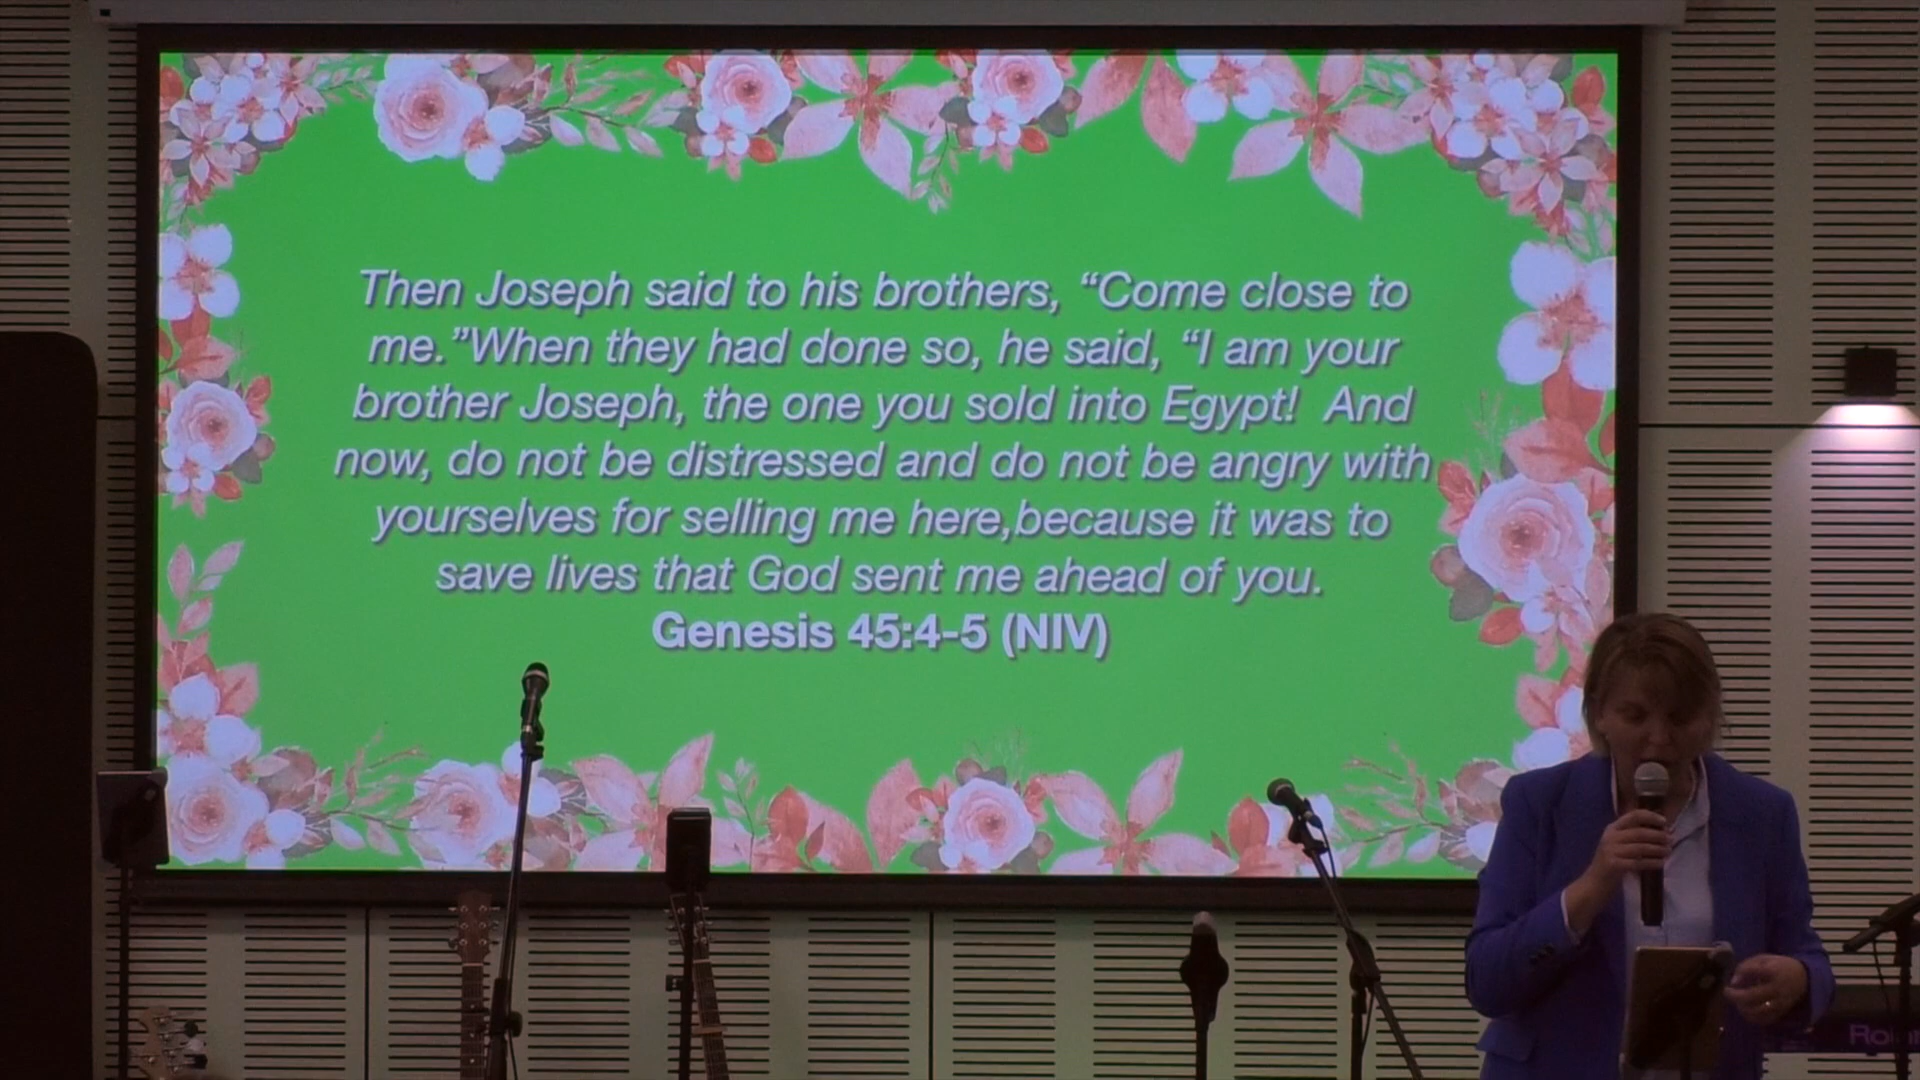 Then Joseph said to his brothers, “Come close to
me.”When they had done so, he said, “I am your
brother Joseph, the one you sold into Egypt!  And
now, do not be distressed and do not be angry with
yourselves for selling me here,because it was to
save lives that God sent me ahead of you.
Genesis 45:4-5 (NIV)